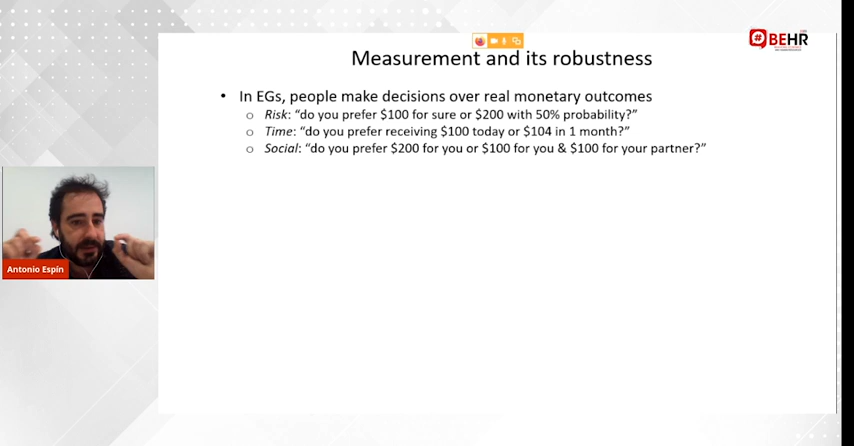 #BEHR
Measurement and its robustness
• In EGs, people make decisions over real monetary outcomes
o Risk: “do you prefer $100 for sure or $200 with 50% probability?”
o Time: “do you prefer receiving $100 today or $104 in 1 month?”
o Social: “do you prefer $200 for you or $100 for you & $100 for your partner?”
Antonio Espín